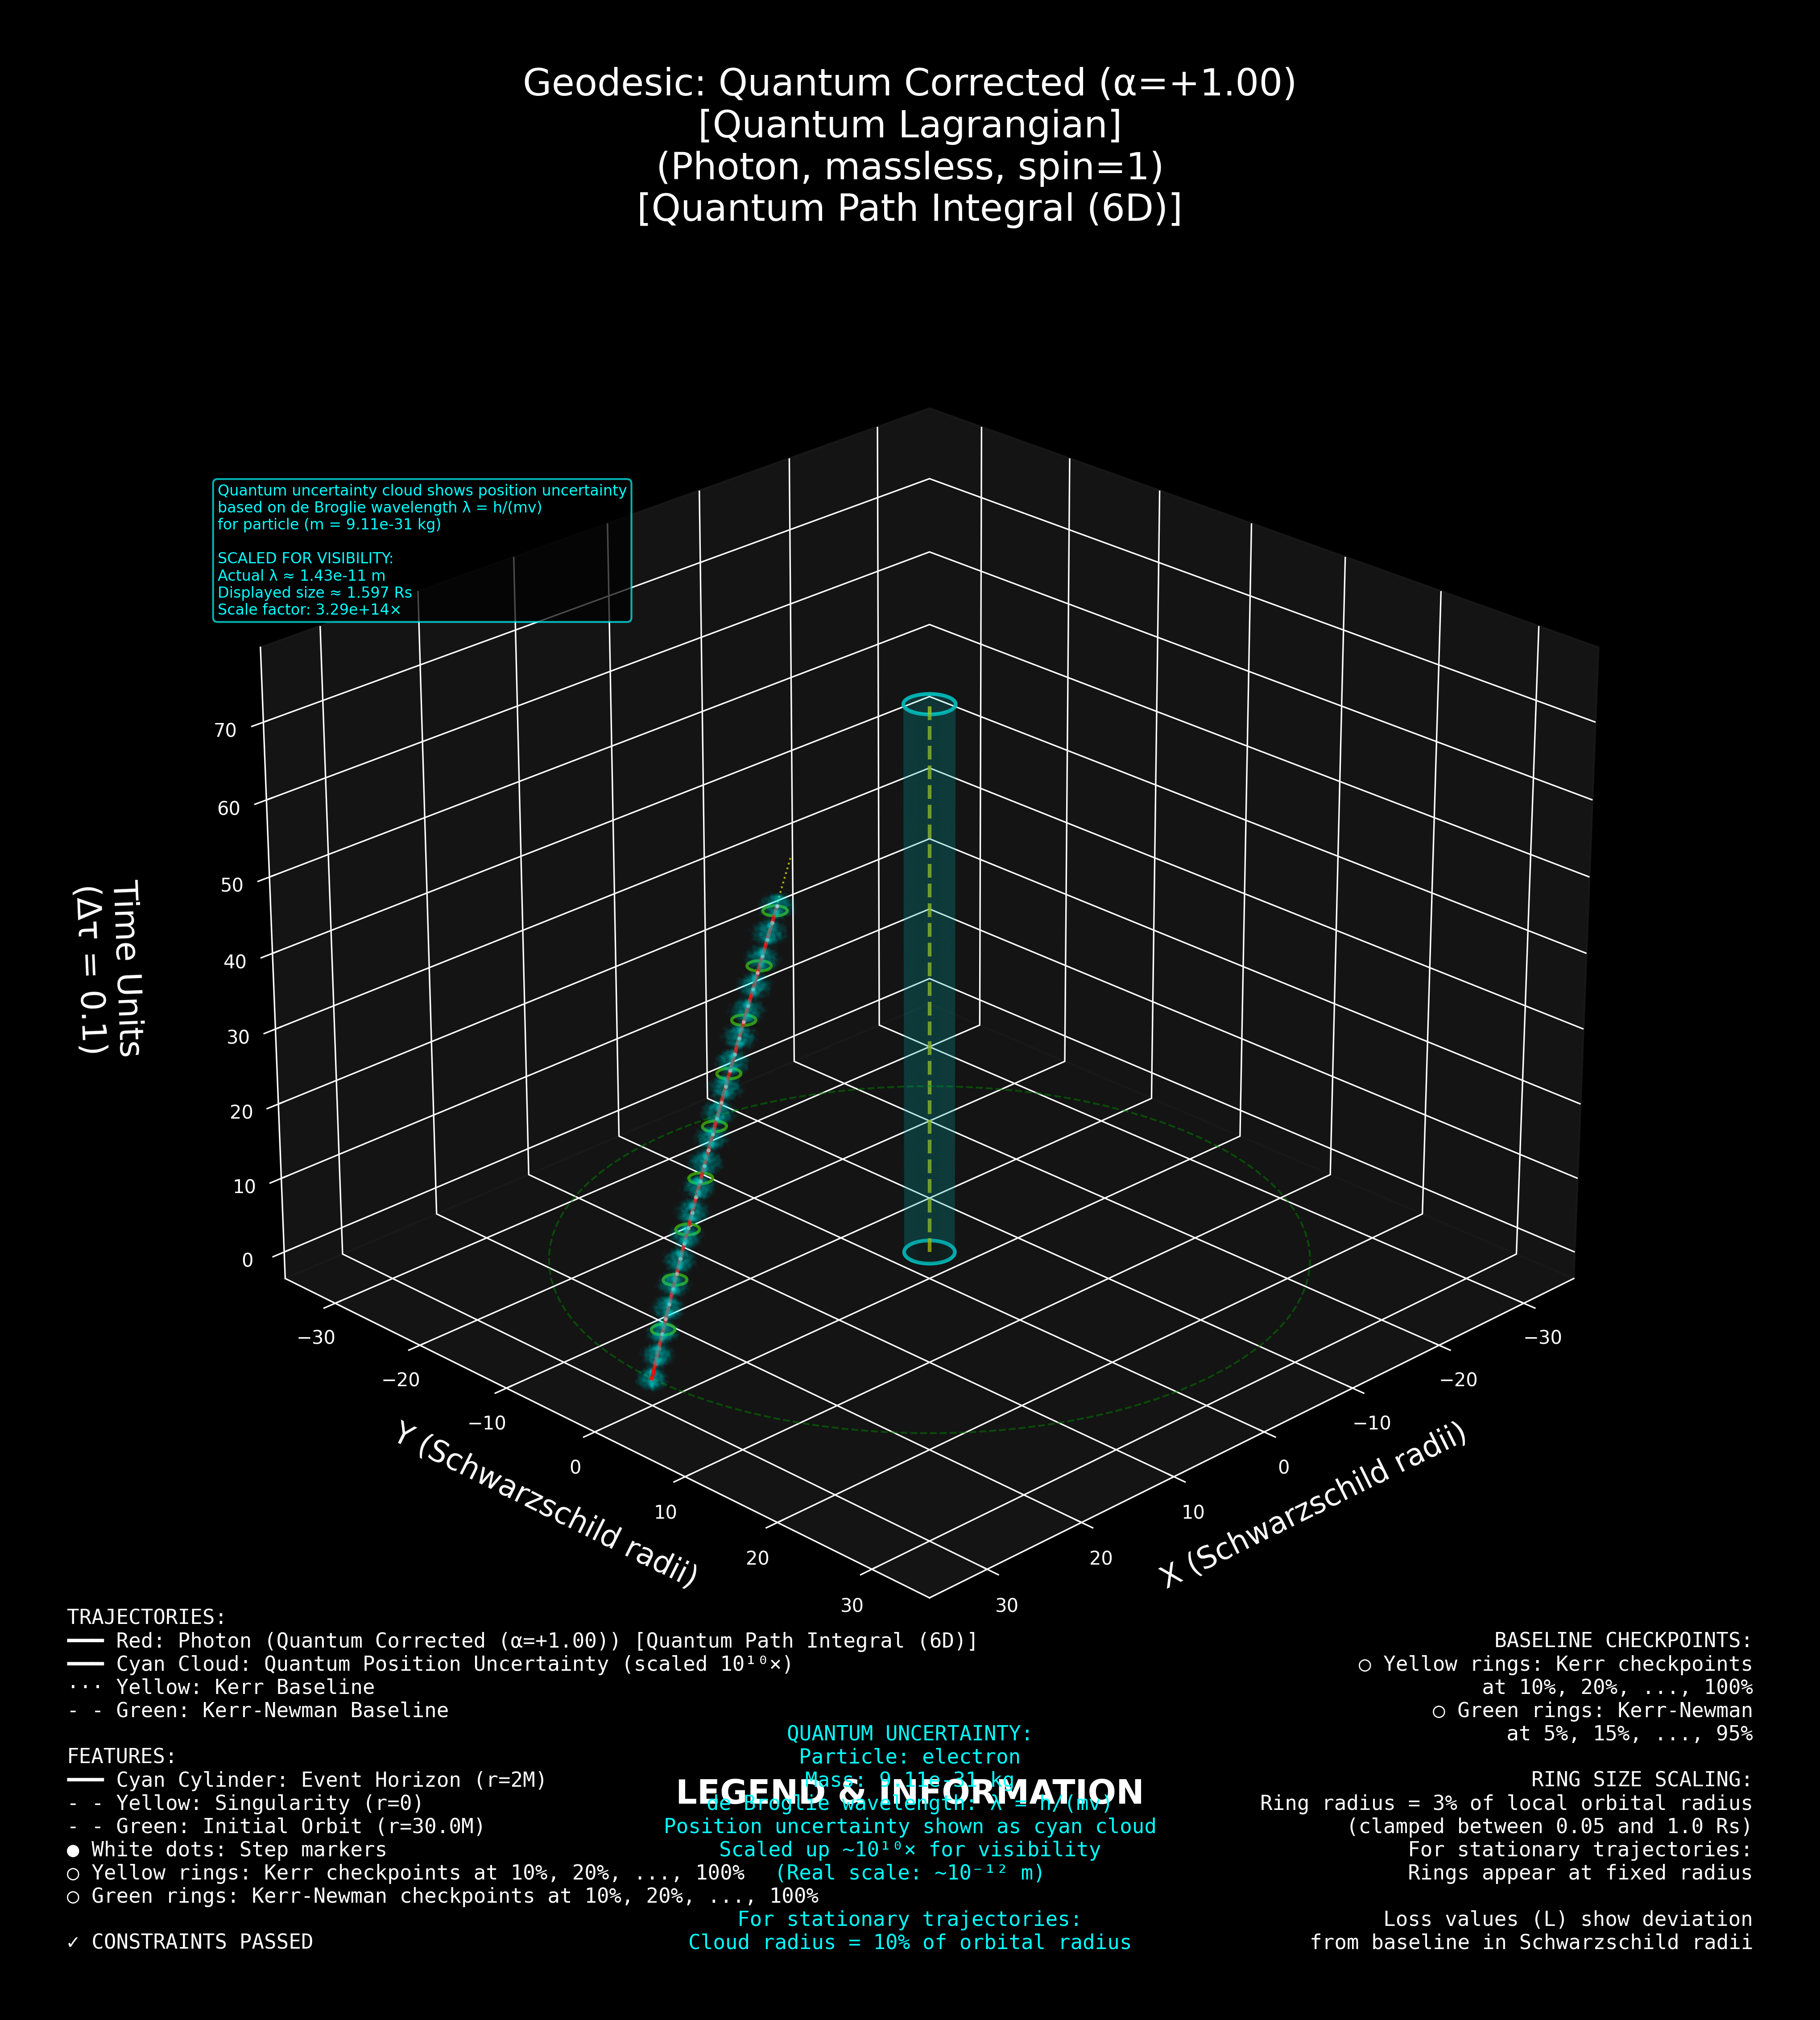 Geodesic: Quantum Corrected (α=+1.00)
[Quantum Lagrangian]
(Photon, massless, spin=1)
[Quantum Path Integral (6D)]
Quantum uncertainty cloud shows position uncertainty
based on de Broglie wavelength λ = h/(mv)
for particle (m = 9.11e-31 kg)
SCALED FOR VISIBILITY:
Actual λ ≈ 1.43e-11 m
Displayed size ≈ 1.597 Rs
Scale factor: 3.29e+14×
70
60
50
40
30
20
10
0
Time Units
(Δτ = 0.1)
−30
−20
−10
0
10
20
30
Y (Schwarzschild radii)
−30
−20
−10
0
10
20
30
X (Schwarzschild radii)
TRAJECTORIES:
━━━ Red: Photon (Quantum Corrected (α=+1.00)) [Quantum Path Integral (6D)]
━━━ Cyan Cloud: Quantum Position Uncertainty (scaled 10¹⁰×)
··· Yellow: Kerr Baseline
- - Green: Kerr-Newman Baseline
FEATURES:
━━━ Cyan Cylinder: Event Horizon (r=2M)
- - Yellow: Singularity (r=0)
- - Green: Initial Orbit (r=30.0M)
● White dots: Step markers
○ Yellow rings: Kerr checkpoints at 10%, 20%, ..., 100%
○ Green rings: Kerr-Newman checkpoints at 10%, 20%, ..., 100%
✓ CONSTRAINTS PASSED
QUANTUM UNCERTAINTY:
Particle: electron
Mass: 9.11e-31 kg
LEGEND & INFORMATION
de Broglie wavelength: λ = h/(mv)
Position uncertainty shown as cyan cloud
Scaled up ~10¹⁰× for visibility
(Real scale: ~10⁻¹² m)
For stationary trajectories:
Cloud radius = 10% of orbital radius
BASELINE CHECKPOINTS:
○ Yellow rings: Kerr checkpoints
at 10%, 20%, ..., 100%
○ Green rings: Kerr-Newman
at 5%, 15%, ..., 95%
RING SIZE SCALING:
Ring radius = 3% of local orbital radius
(clamped between 0.05 and 1.0 Rs)
For stationary trajectories:
Rings appear at fixed radius
Loss values (L) show deviation
from baseline in Schwarzschild radii